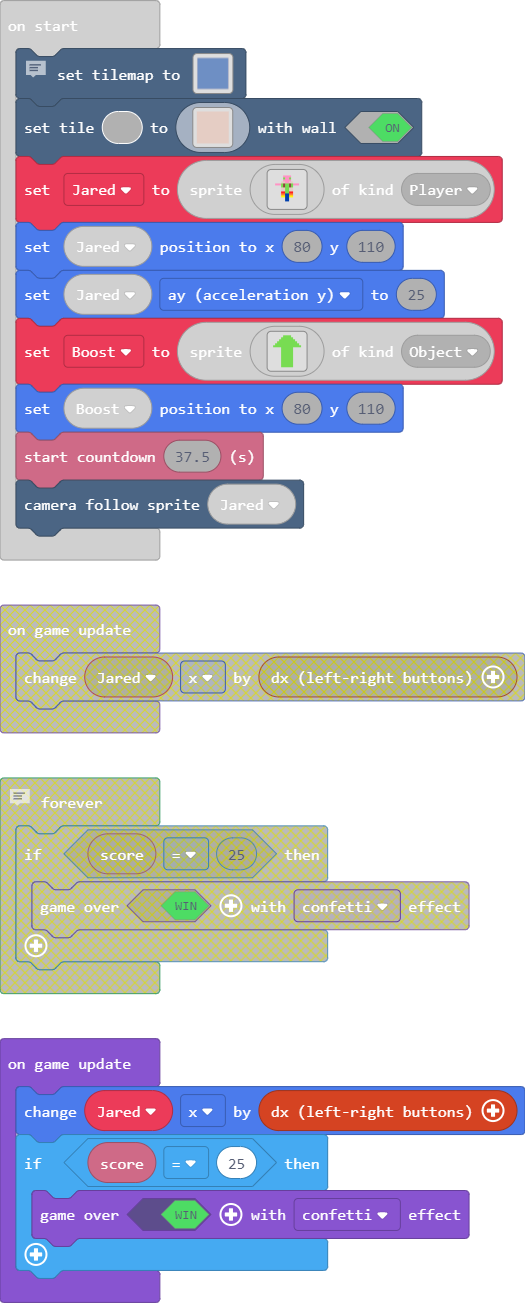 on start
set tilemap to
set tile to with wall ON
set Jared to sprite of kind Player
set Jared position to x 80 y 110
set Jared ay (acceleration y) to 25
set Boost to sprite of kind Object
set Boost position to x 80 y 110
start countdown 37.5 (s)
camera follow sprite Jared
on game update
change Jared x by dx (left-right buttons)
forever
if score = 25 then
game over WIN with confetti effect
on game update
change Jared x by dx (left-right buttons)
if score = 25 then
game over WIN with confetti effect